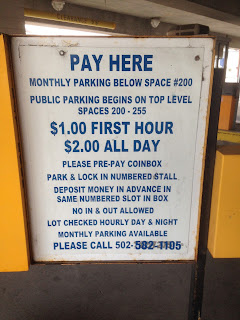 PAY HERE
MONTHLY PARKING BELOW SPACE #200
PUBLIC PARKING BEGINS ON TOP LEVEL
SPACES 200 - 255
$1.00 FIRST HOUR
$2.00 ALL DAY
PLEASE PRE-PAY COINBOX
PARK & LOCK IN NUMBERED STALL
DEPOSIT MONEY IN ADVANCE IN
SAME NUMBERED SLOT IN BOX
NO IN & OUT ALLOWED
LOT CHECKED HOURLY DAY & NIGHT
MONTHLY PARKING AVAILABLE
PLEASE CALL 502-582-1105